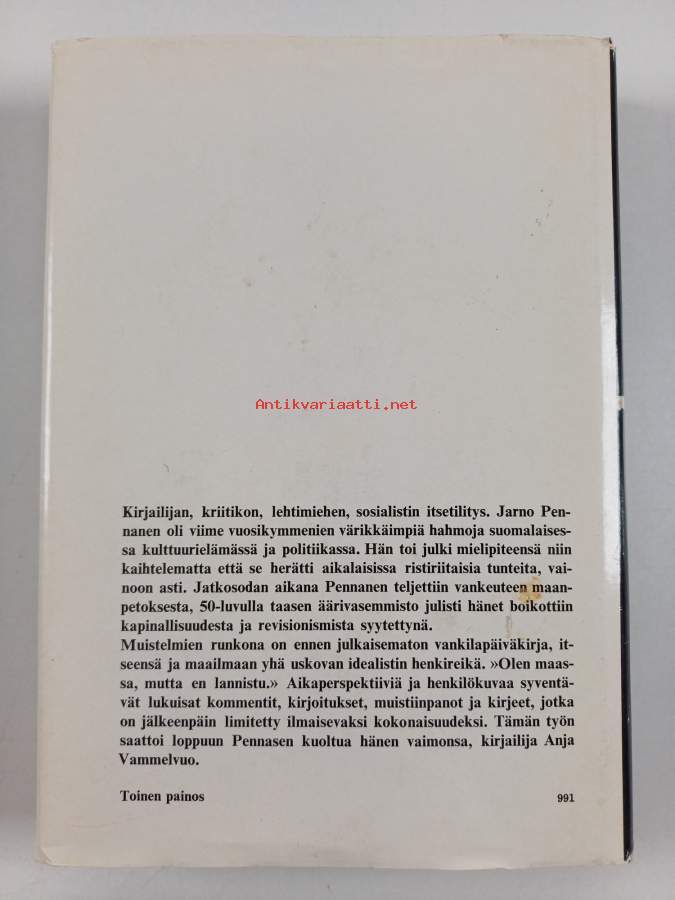 Antikvariaatti.net
Kirjailijan, kriitikon, lehtimiehen, sosialistin itsetilitys. Jarno Pen-
nanen oli viime vuosikymmenien värikkäimpiä hahmoja suomalaises-
sa kulttuurielämässä ja politiikassa. Hän toi julki mielipiteensä niin
kaihtelematta että se herätti aikalaisissa ristiriitaisia tunteita, vai-
noon asti. Jatkosodan aikana Pennanen teljettiin vankeuteen maan-
petoksesta, 50-luvulla taasen äärivasemmisto julisti hänet boikottiin
kapinallisuudesta ja revisionismista syytettynä.
Muistelmien runkona on ennen julkaisematon vankilapäiväkirja, it-
seensä ja maailmaan yhä uskovan idealistin henkireikä. »Olen maas-
sa, mutta en lannistu.» Aikaperspektiiviä ja henkilökuvaa syventä-
vät lukuisat kommentit, kirjoitukset, muistiinpanot ja kirjeet, jotka
on jälkeenpäin limitetty ilmaisevaksi kokonaisuudeksi. Tämän työn
saattoi loppuun Pennasen kuoltua hänen vaimonsa, kirjailija Anja
Vammelvuo.
Toinen painos 991